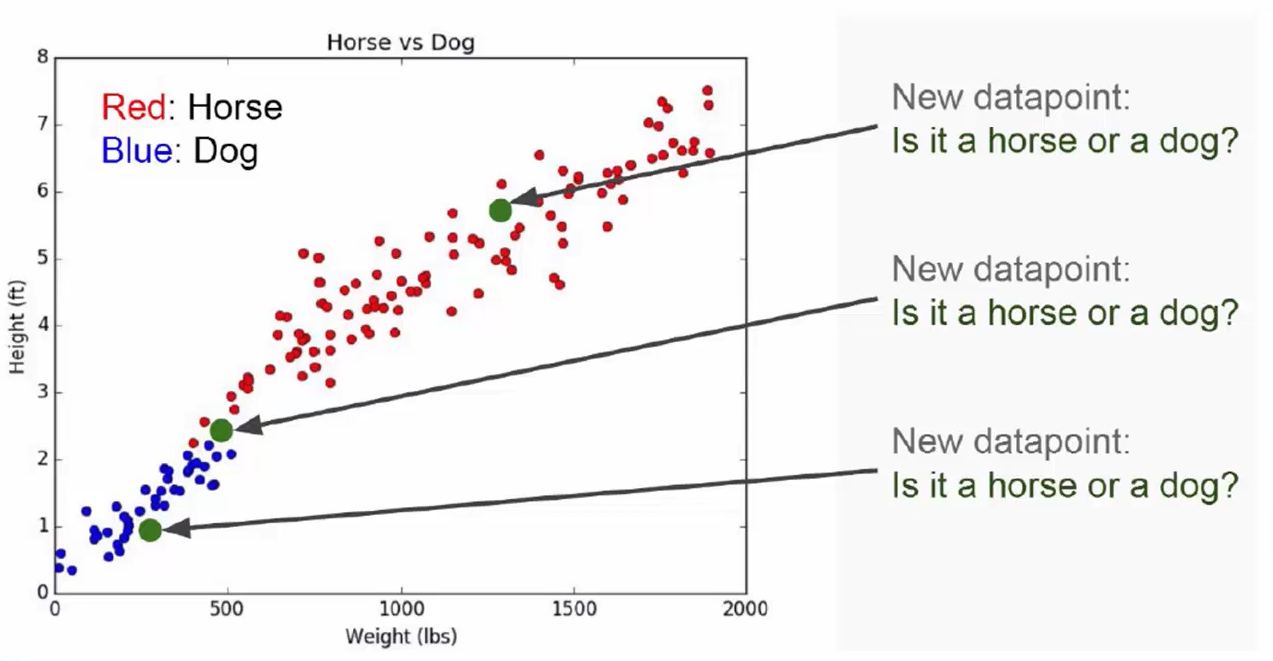 Horse vs Dog
8
7
6
5
4
3
2
1
0
Height (ft)
Red: Horse
Blue: Dog
0
500
1000
1500
2000
Weight (lbs)
New datapoint:
Is it a horse or a dog?
New datapoint:
Is it a horse or a dog?
New datapoint:
Is it a horse or a dog?